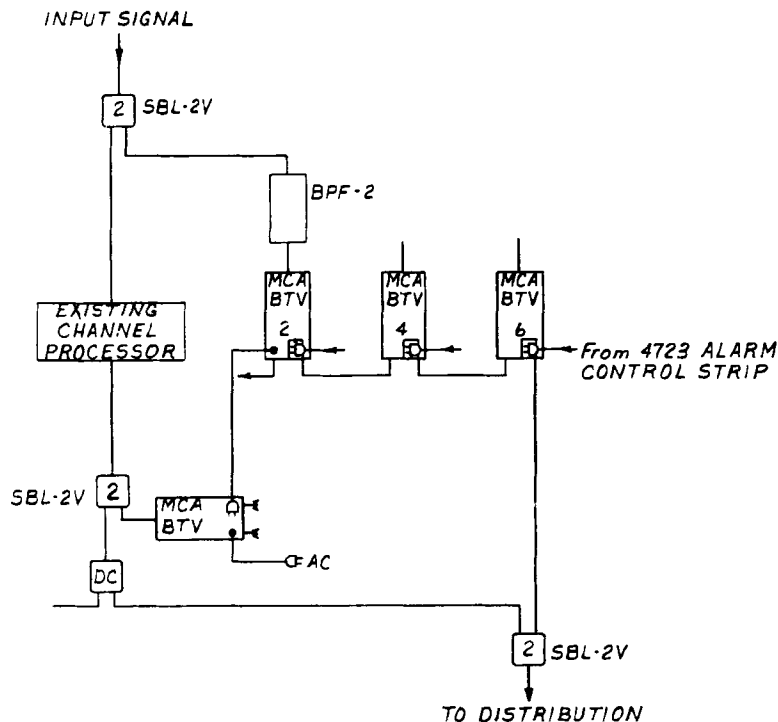 INPUT SIGNAL
2
SBL-2V
BPF-2
MCA
BTV
2
MCA
BTV
4
MCA
BTV
6
EXISTING
CHANNEL
PROCESSOR
From 4723 ALARM
CONTROL STRIP
SBL-2V
2
MCA
BTV
AC
DC
2
SBL-2V
TO DISTRIBUTION